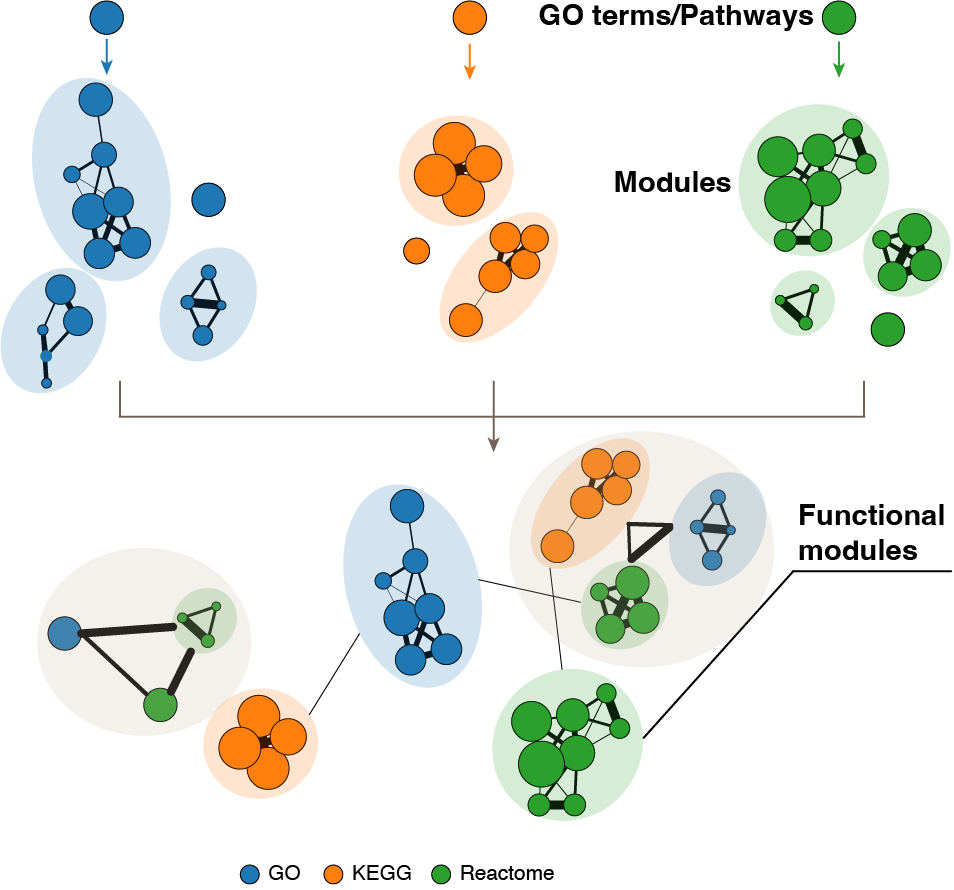 GO terms/Pathways
Modules
Functional
modules
GO
KEGG
Reactome